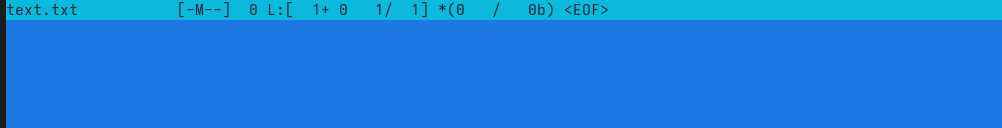 text.txt           [-M--]  0 L:[  1+ 0   1/  1] *(0   /   0b) <EOF>